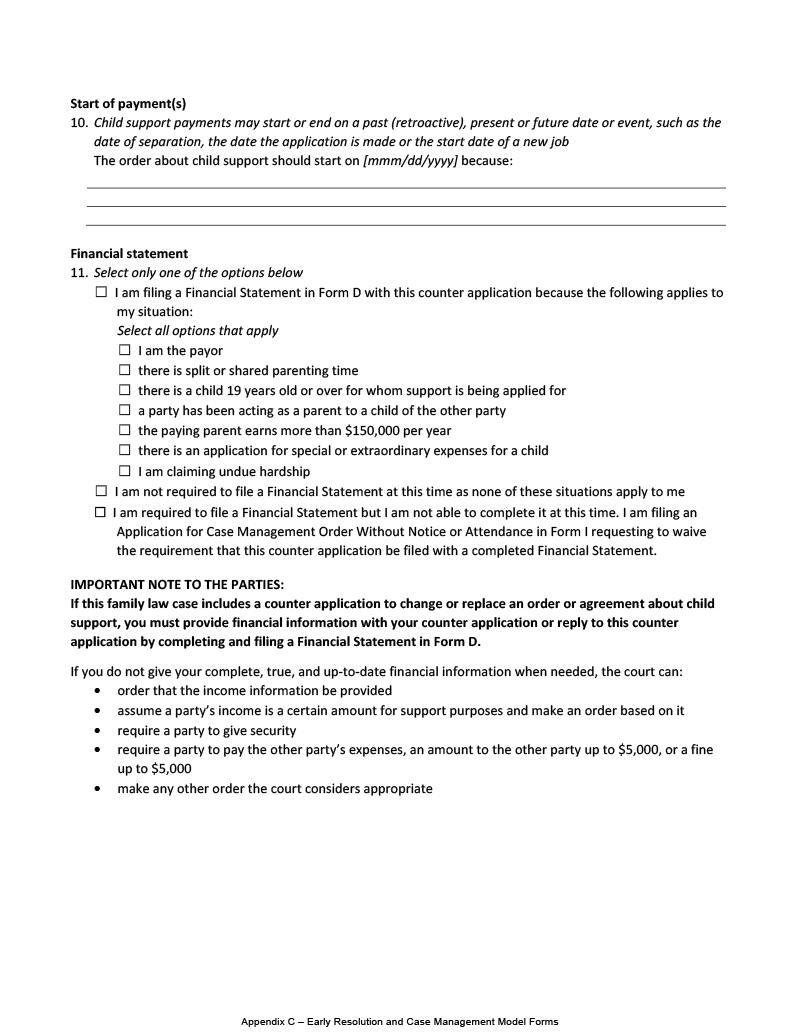 Start of payment(s)
10. Child support payments may start or end on a past (retroactive), present or future date or event, such as the
date of separation, the date the application is made or the start date of a new job
The order about child support should start on [mmm/dd/yyyy] because:
Financial statement
11. Select only one of the options below
☐ I am filing a Financial Statement in Form D with this counter application because the following applies to
my situation:
Select all options that apply
☐ I am the payor
☐ there is split or shared parenting time
☐ there is a child 19 years old or over for whom support is being applied for
☐ a party has been acting as a parent to a child of the other party
☐ the paying parent earns more than $150,000 per year
☐ there is an application for special or extraordinary expenses for a child
☐ I am claiming undue hardship
☐ I am not required to file a Financial Statement at this time as none of these situations apply to me
☐ I am required to file a Financial Statement but I am not able to complete it at this time. I am filing an
Application for Case Management Order Without Notice or Attendance in Form I requesting to waive
the requirement that this counter application be filed with a completed Financial Statement.
IMPORTANT NOTE TO THE PARTIES:
If this family law case includes a counter application to change or replace an order or agreement about child
support, you must provide financial information with your counter application or reply to this counter
application by completing and filing a Financial Statement in Form D.
If you do not give your complete, true, and up-to-date financial information when needed, the court can:
• order that the income information be provided
• assume a party's income is a certain amount for support purposes and make an order based on it
• require a party to give security
• require a party to pay the other party's expenses, an amount to the other party up to $5,000, or a fine
up to $5,000
• make any other order the court considers appropriate
Appendix C – Early Resolution and Case Management Model Forms